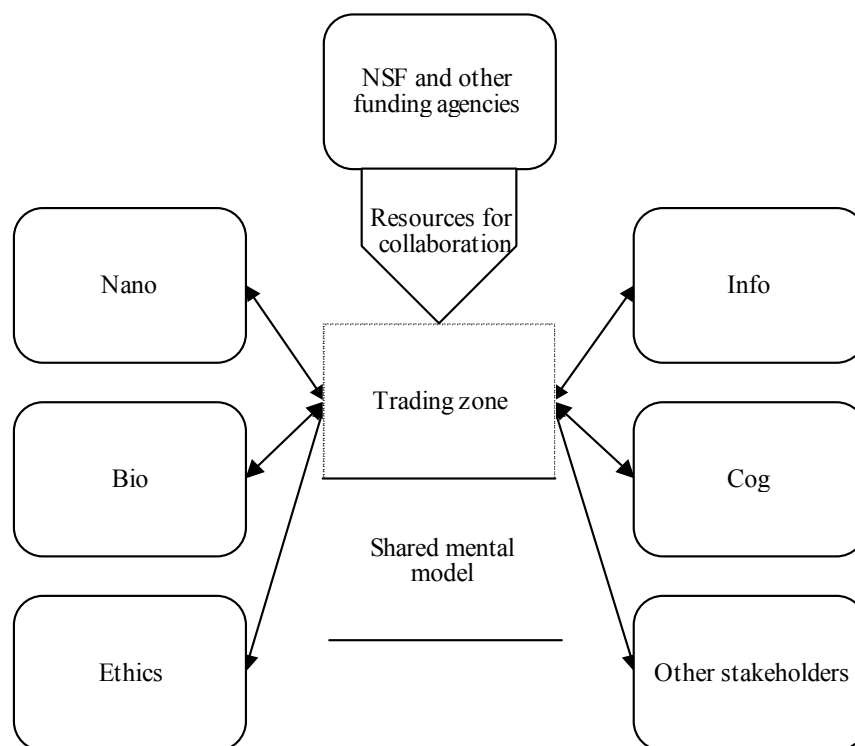 NSF and other
funding agencies
Resources for
collaboration
Nano
Info
Trading zone
Bio
Cog
Shared mental
model
Ethics
Other stakeholders